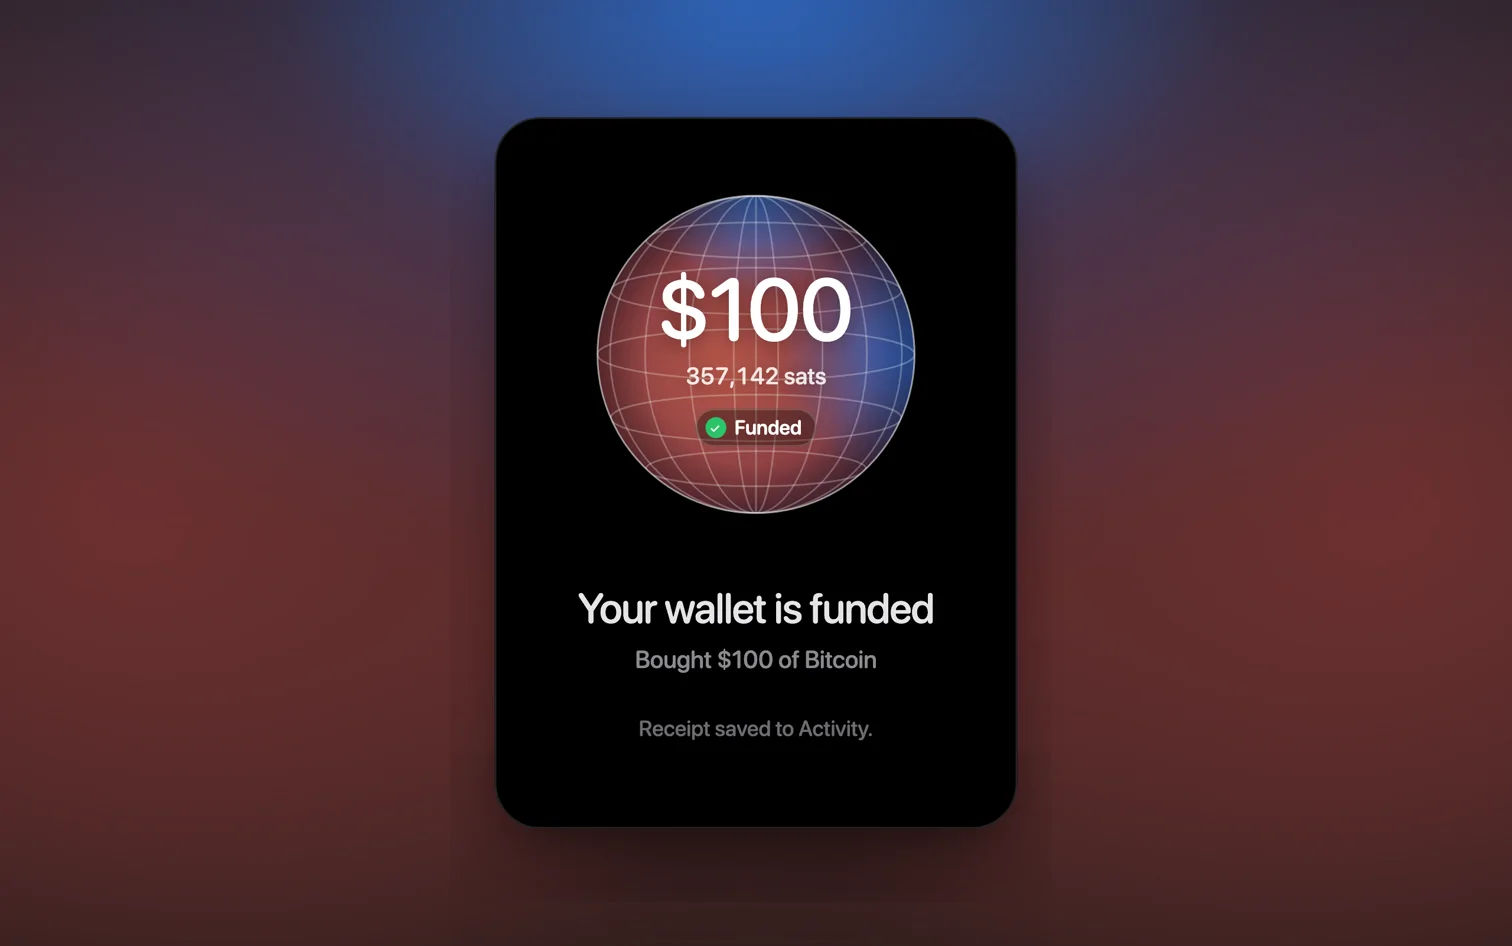 $100
357,142 sats
Funded
Your wallet is funded
Bought $100 of Bitcoin
Receipt saved to Activity.